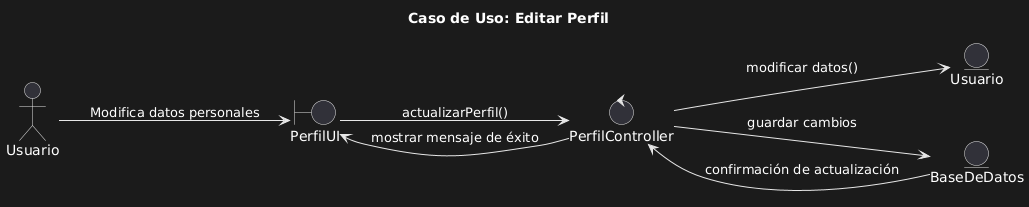 Caso de Uso: Editar Perfil
Usuario
Modifica datos personales
PerfilUI
actualizarPerfil()
mostrar mensaje de éxito
PerfilController
modificar datos()
Usuario
guardar cambios
BaseDeDatos
confirmación de actualización